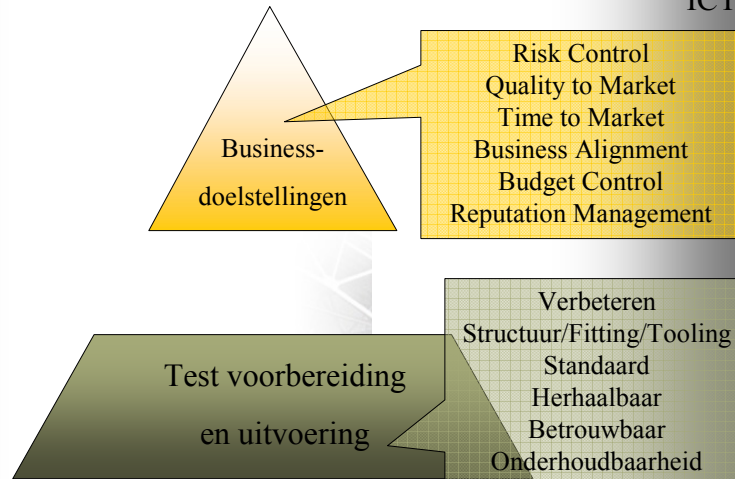 ICT
Risk Control
Quality to Market
Time to Market
Business Alignment
Budget Control
Reputation Management
Business-
doelstellingen
Verbeteren
Structuur/Fitting/Tooling
Standaard
Herhaalbaar
Betrouwbaar
Onderhoudbaarheid
Test voorbereiding
en uitvoering